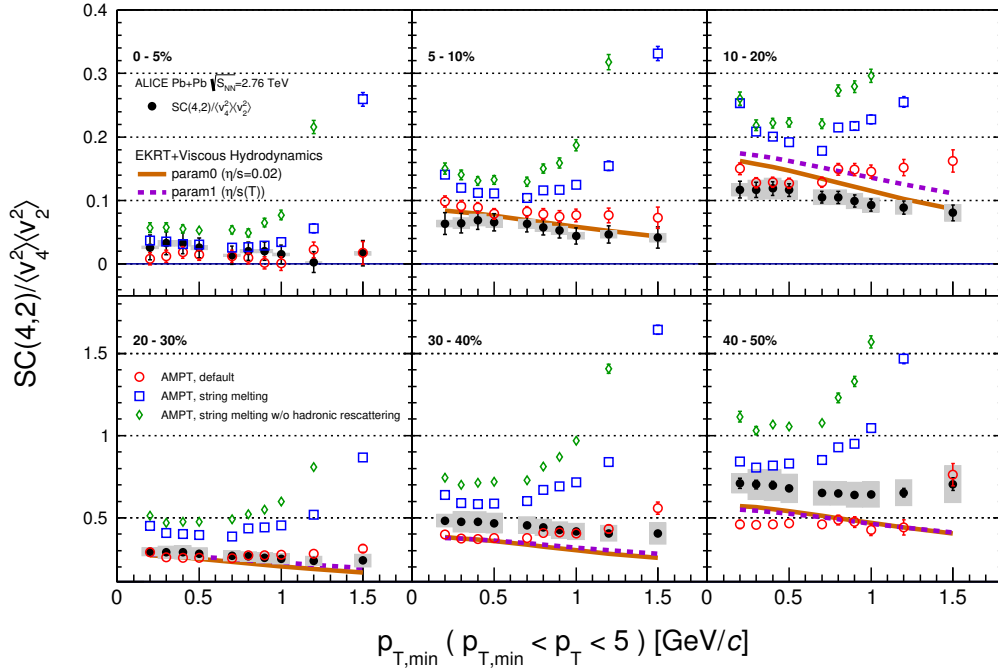 SC(4,2)/⟨v₄²⟩⟨v₂²⟩
0.4
0.3
0.2
0.1
0
0 - 5%
ALICE Pb+Pb √S_NN=2.76 TeV
SC(4,2)/⟨v₄²⟩⟨v₂²⟩
EKRT+Viscous Hydrodynamics
param0 (η/s=0.02)
param1 (η/s(T))
5 - 10%
10 - 20%
1.5
1
0.5
20 - 30%
AMPT, default
AMPT, string melting
AMPT, string melting w/o hadronic rescattering
30 - 40%
40 - 50%
0 0.5 1 1.5 0 0.5 1 1.5 0 0.5 1 1.5
p_T,min ( p_T,min < p_T < 5 ) [GeV/c]